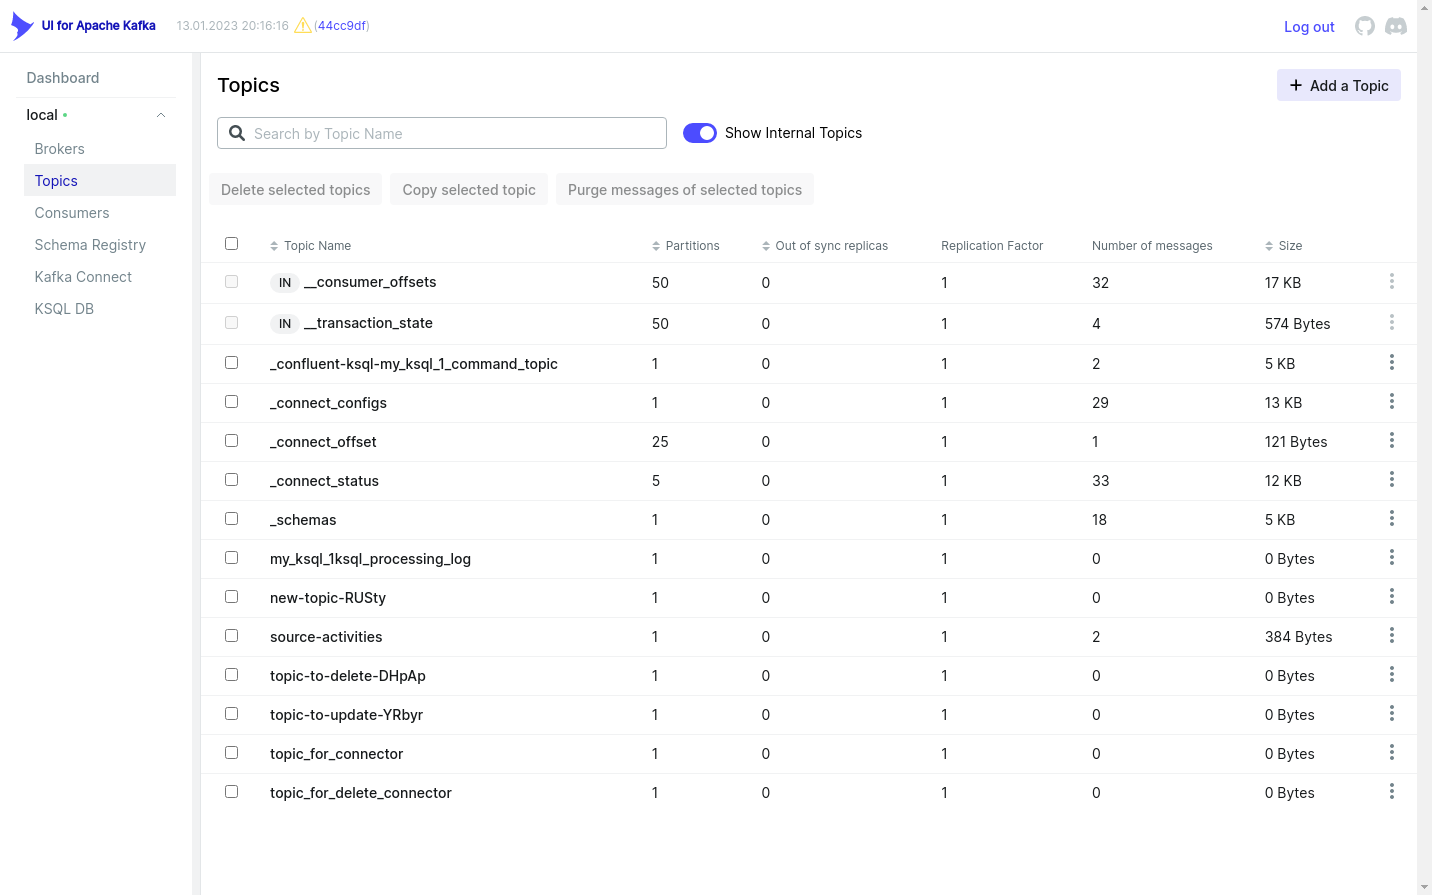 UI for Apache Kafka 13.01.2023 20:16:16 (44cc9df) Log out
Dashboard
local
Brokers
Topics
Consumers
Schema Registry
Kafka Connect
KSQL DB
Topics Add a Topic
Search by Topic Name Show Internal Topics
Delete selected topics Copy selected topic Purge messages of selected topics
Topic Name Partitions Out of sync replicas Replication Factor Number of messages Size
IN __consumer_offsets 50 0 1 32 17 KB
IN __transaction_state 50 0 1 4 574 Bytes
_confluent-ksql-my_ksql_1_command_topic 1 0 1 2 5 KB
_connect_configs 1 0 1 29 13 KB
_connect_offset 25 0 1 1 121 Bytes
_connect_status 5 0 1 33 12 KB
_schemas 1 0 1 18 5 KB
my_ksql_1ksql_processing_log 1 0 1 0 0 Bytes
new-topic-RUSty 1 0 1 0 0 Bytes
source-activities 1 0 1 2 384 Bytes
topic-to-delete-DHpAp 1 0 1 0 0 Bytes
topic-to-update-YRbyr 1 0 1 0 0 Bytes
topic_for_connector 1 0 1 0 0 Bytes
topic_for_delete_connector 1 0 1 0 0 Bytes